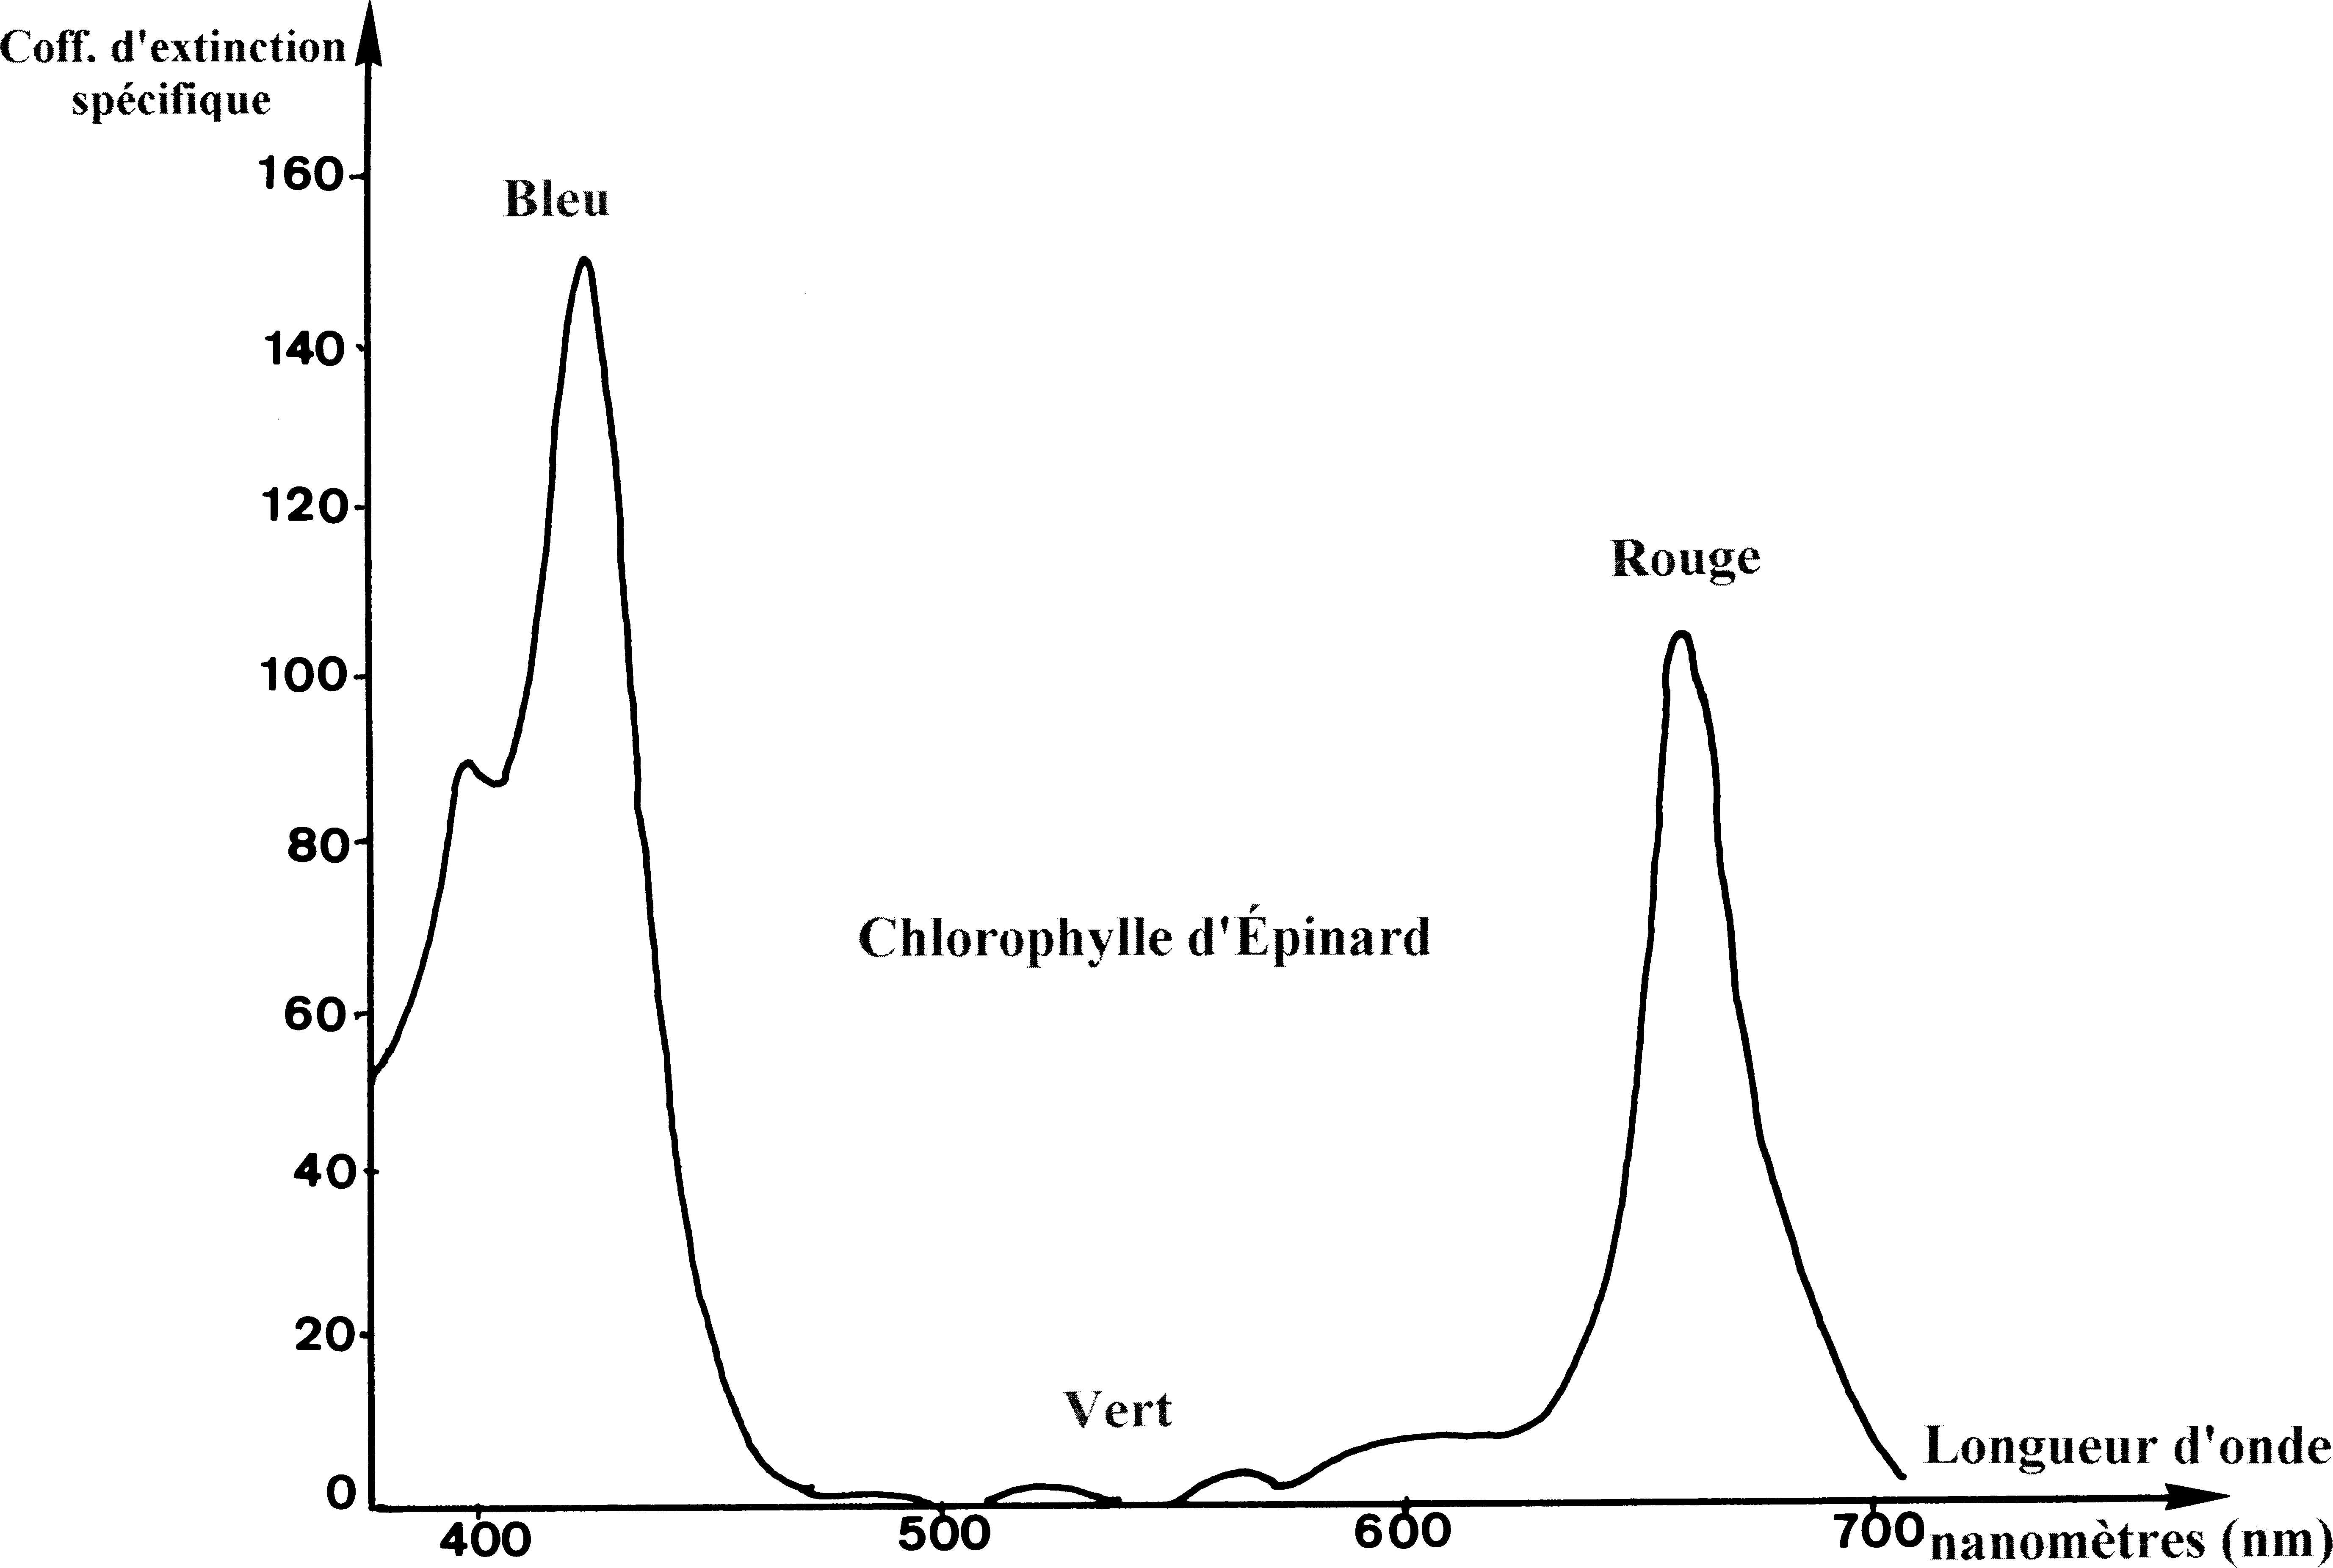 Coff. d'extinction
spécifique
160
Bleu
140
120
Rouge
100
80
Chlorophylle d'Épinard
60
40
20
Vert
Longueur d'onde
0
400
500
600
700
nanomètres (nm)